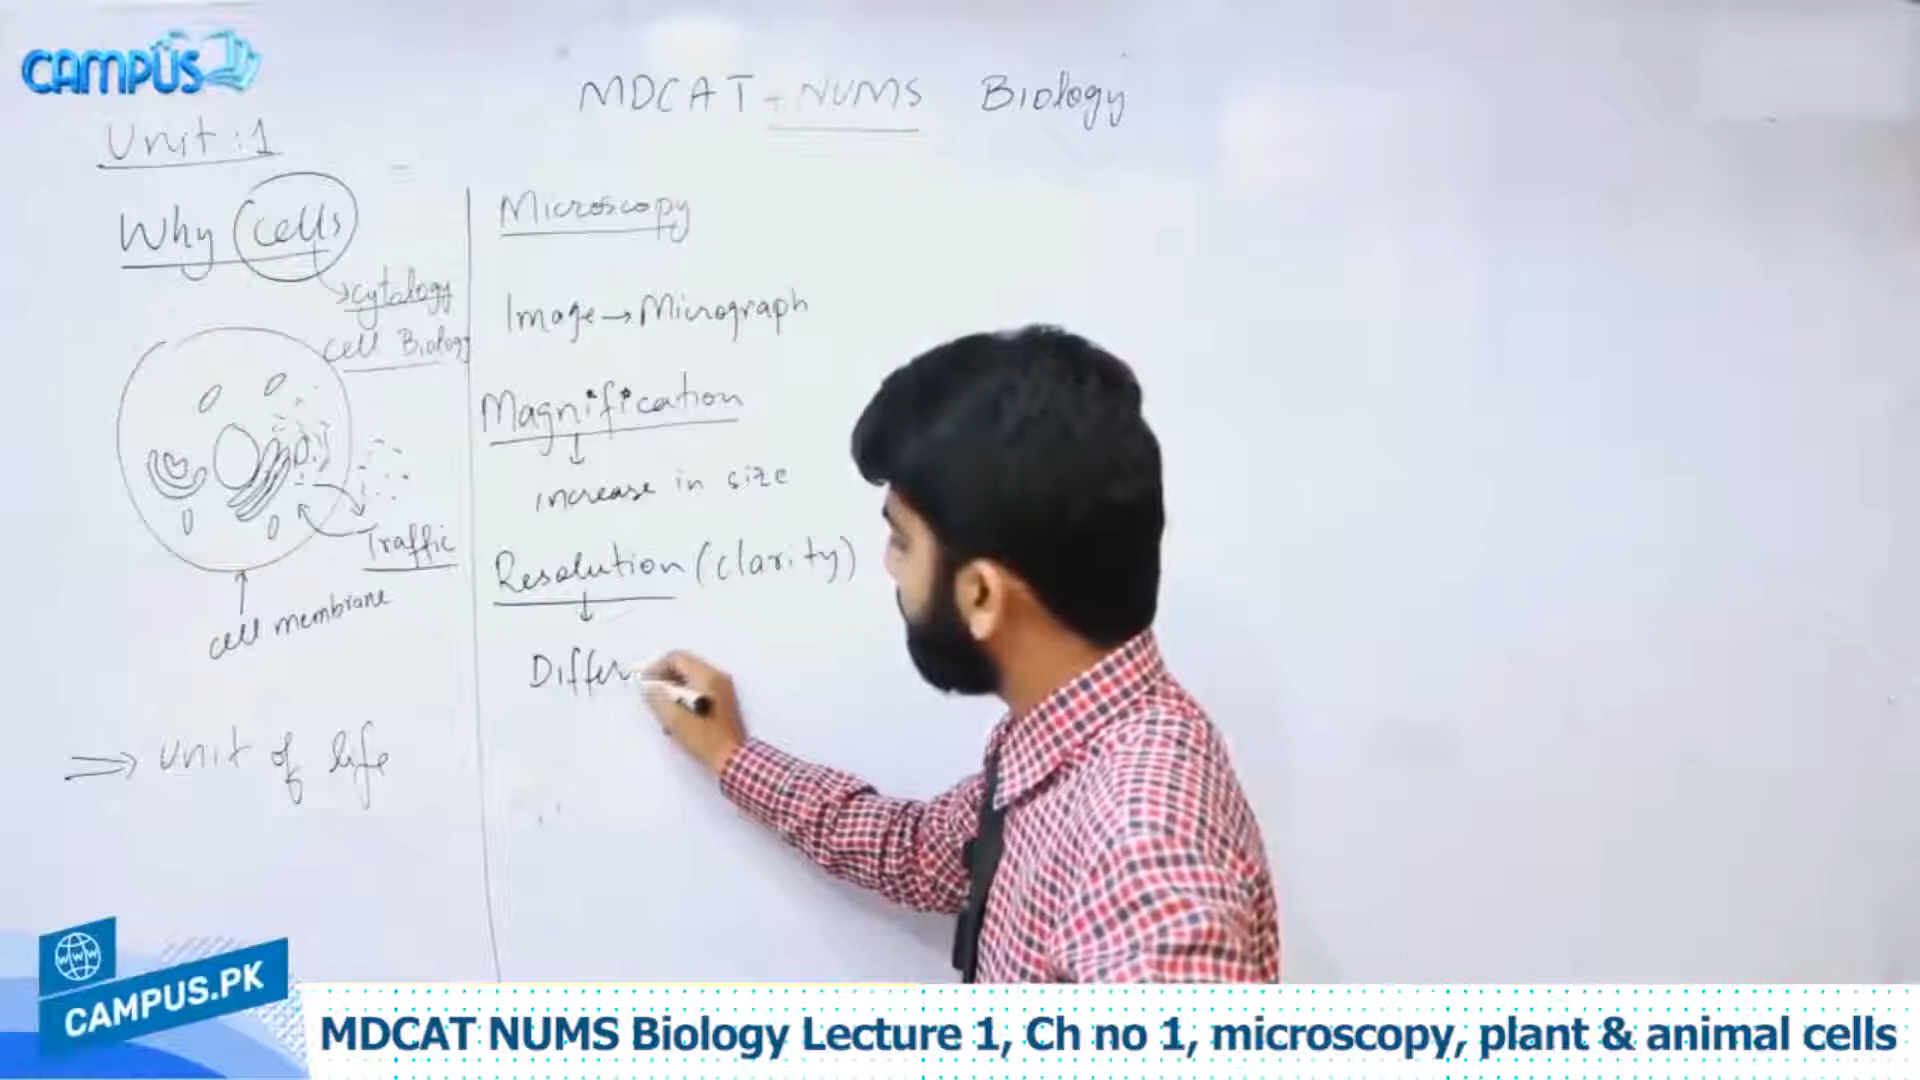 CAMPUS
MDCAT - NUMS Biology
Unit : 1
Why cells
cytology
cell Biology
Traffic
cell membrane
⇒ unit of life
Microscopy
Image → Micrograph
Magnification
↓
increase in size
Resolution (clarity)
↓
Differ
WWW
CAMPUS.PK
MDCAT NUMS Biology Lecture 1, Ch no 1, microscopy, plant & animal cells